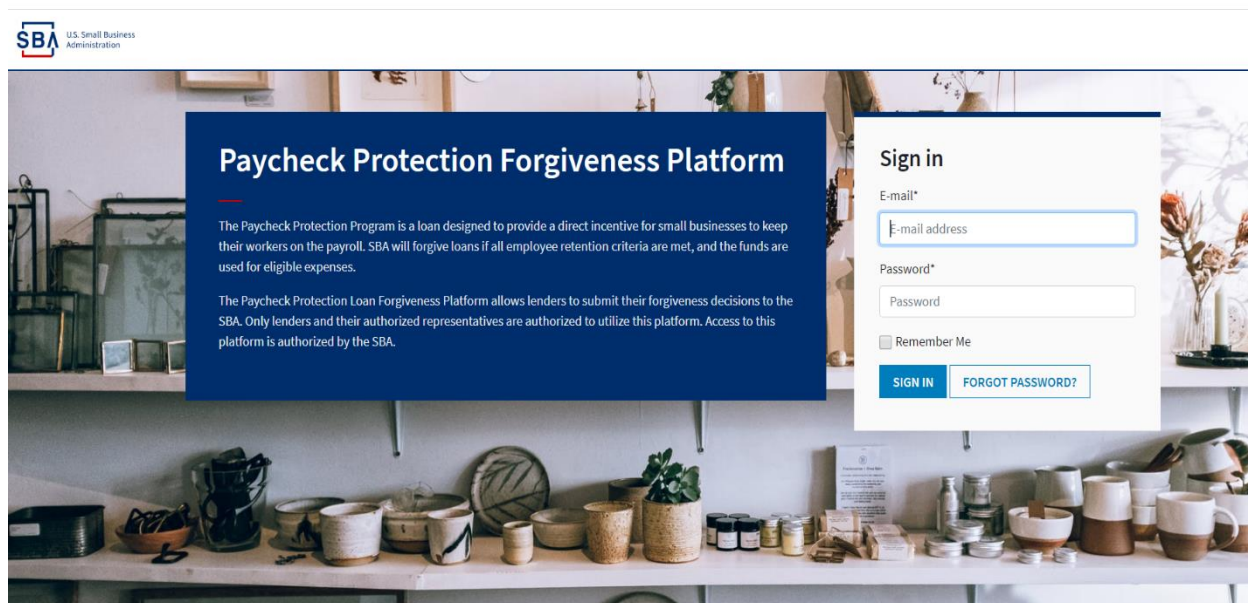 SBA
U.S. Small Business
Administration
Paycheck Protection Forgiveness Platform
The Paycheck Protection Program is a loan designed to provide a direct incentive for small businesses to keep
their workers on the payroll. SBA will forgive loans if all employee retention criteria are met, and the funds are
used for eligible expenses.
The Paycheck Protection Loan Forgiveness Platform allows lenders to submit their forgiveness decisions to the
SBA. Only lenders and their authorized representatives are authorized to utilize this platform. Access to this
platform is authorized by the SBA.
Sign in
E-mail*
E-mail address
Password*
Password
Remember Me
SIGN IN
FORGOT PASSWORD?